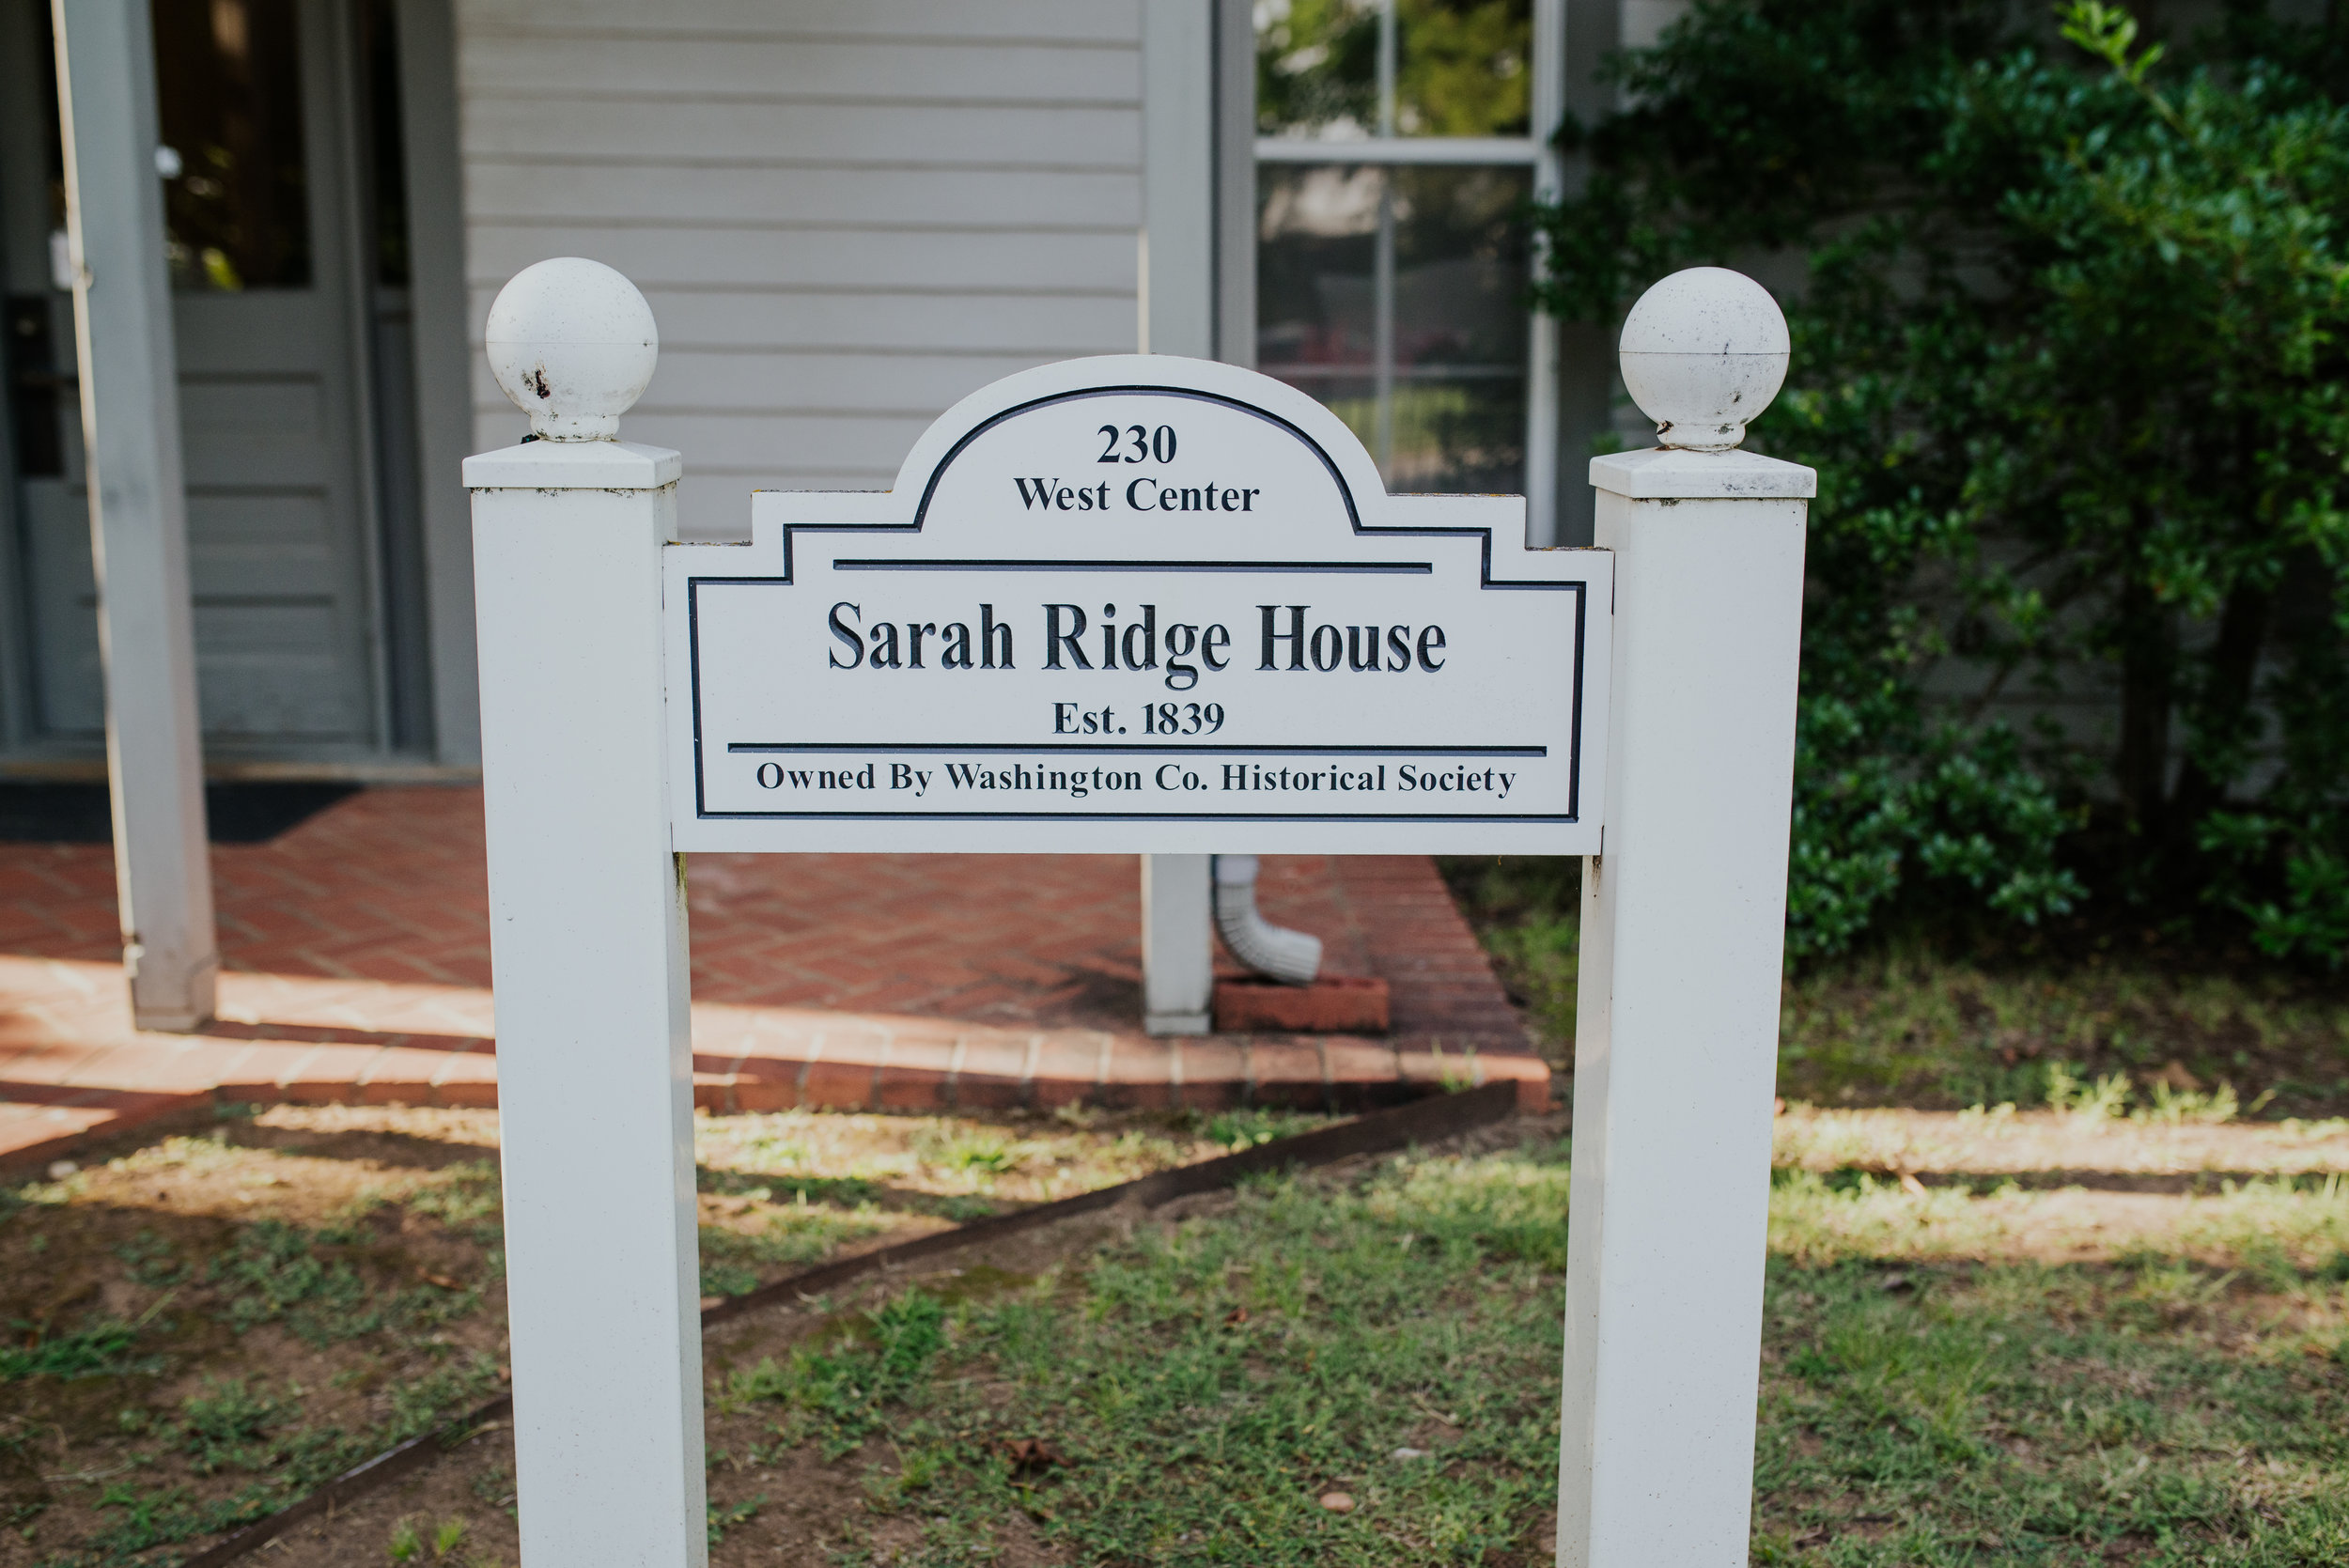 230
West Center
Sarah Ridge House
Est. 1839
Owned By Washington Co. Historical Society